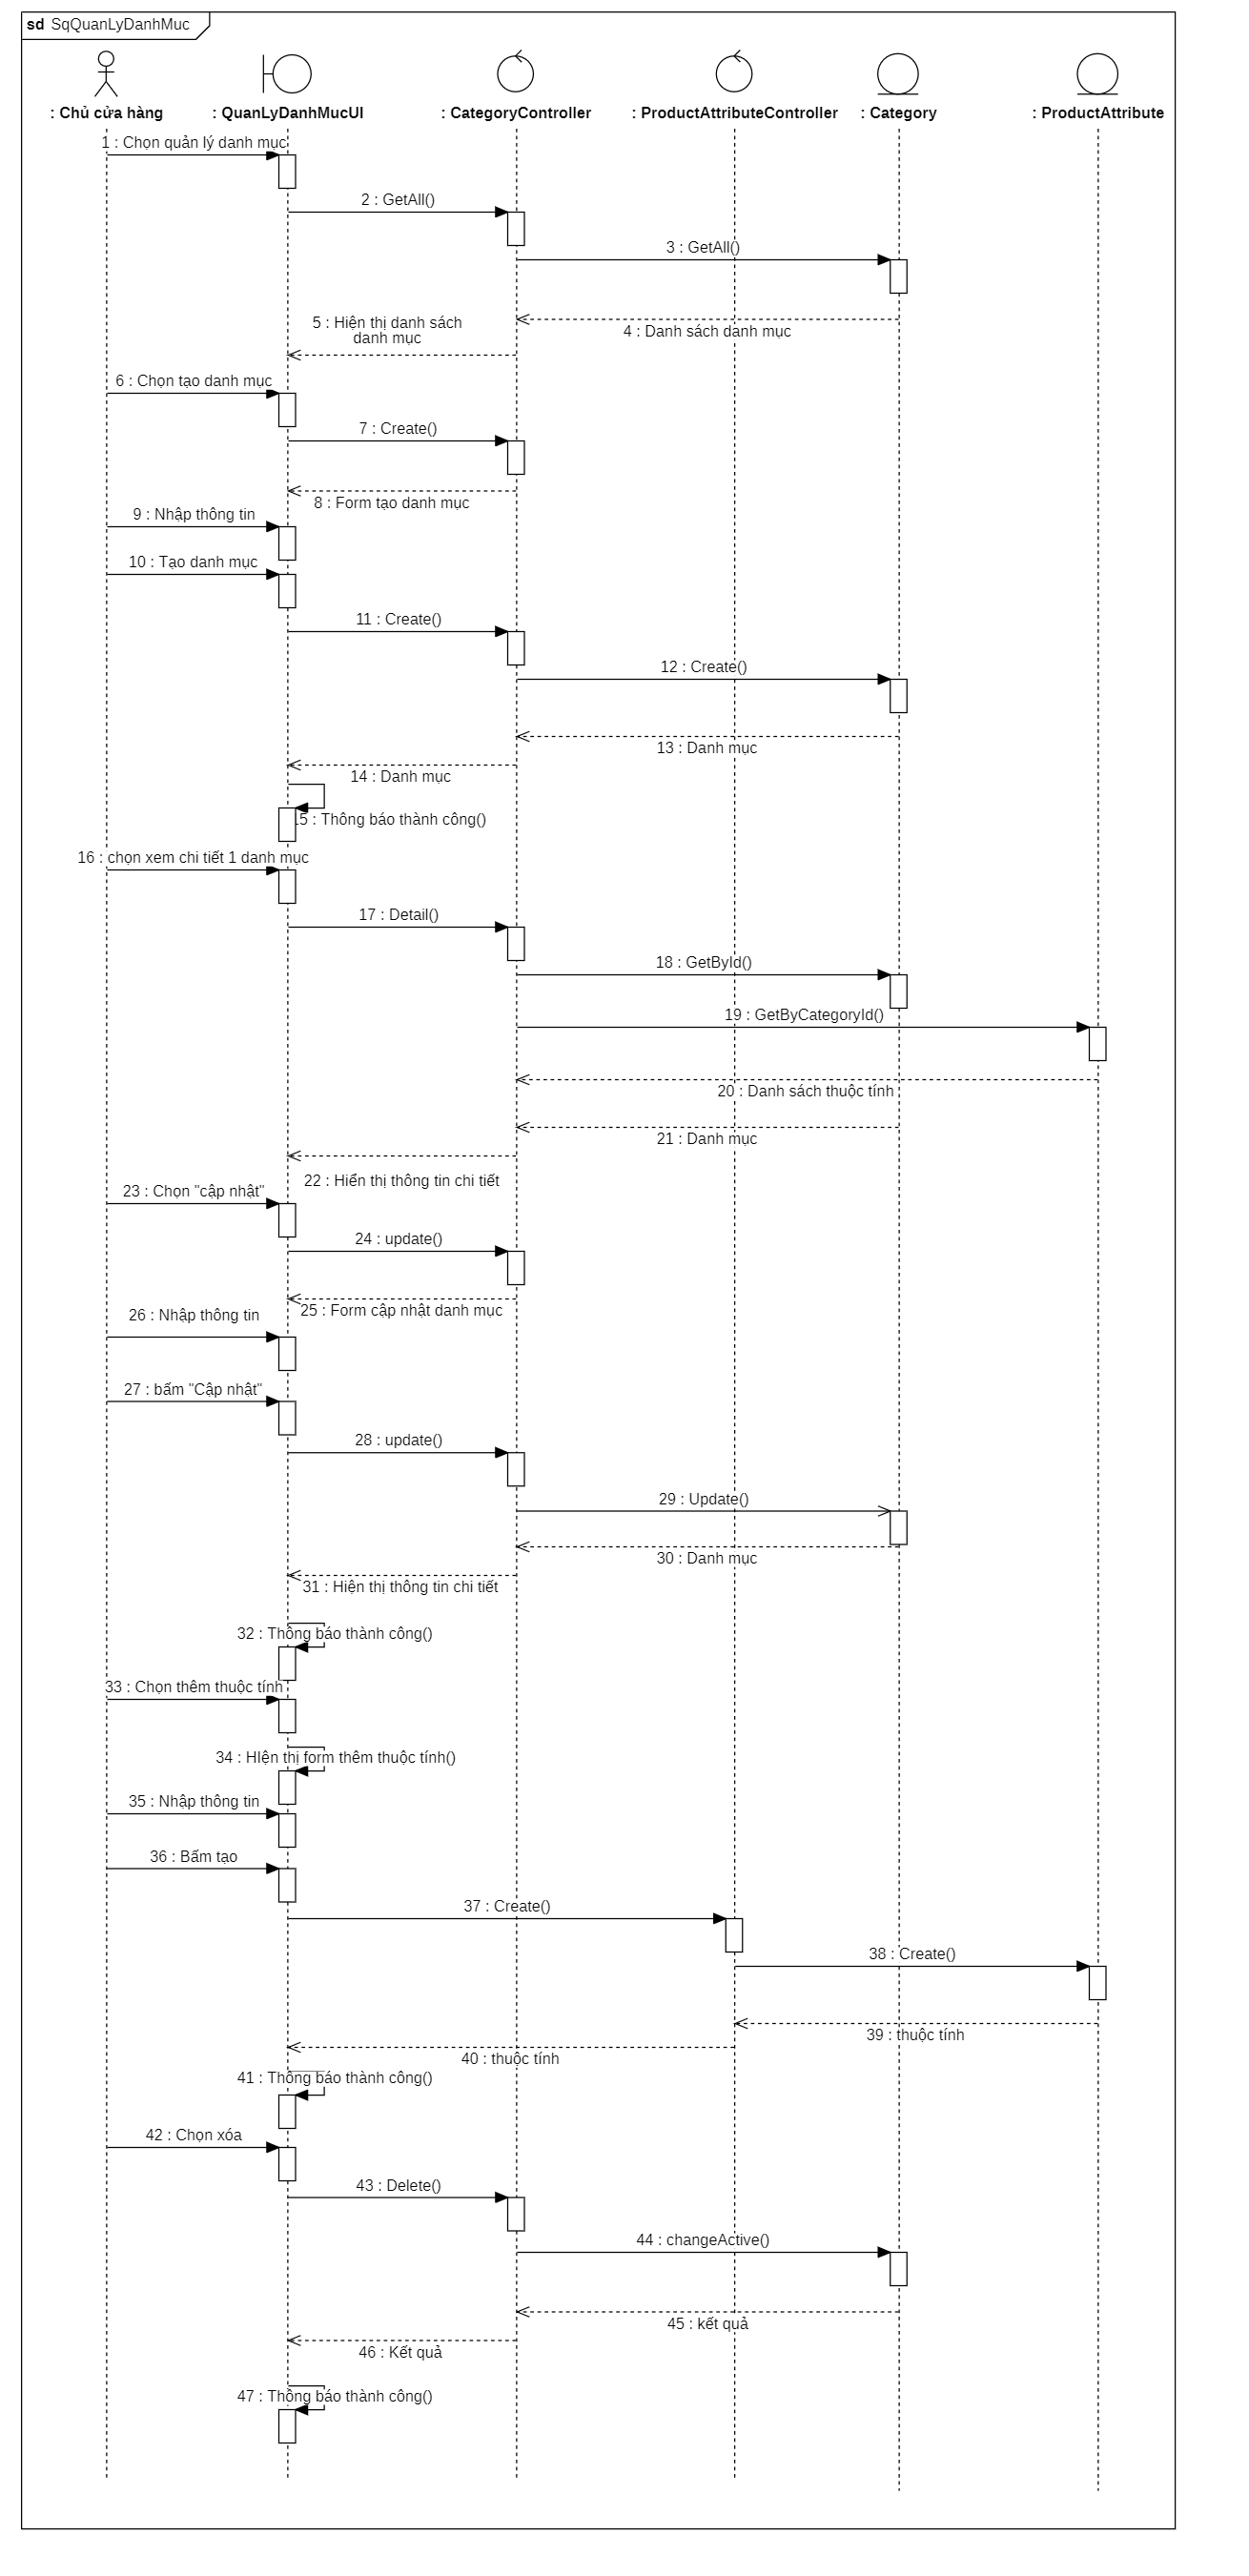 sd SqQuanLyDanhMuc
: Chủ cửa hàng
: QuanLyDanhMucUI
: CategoryController
: ProductAttributeController
: Category
: ProductAttribute
1 : Chọn quản lý danh mục
2 : GetAll()
3 : GetAll()
4 : Danh sách danh mục
5 : Hiện thị danh sách
danh mục
6 : Chọn tạo danh mục
7 : Create()
8 : Form tạo danh mục
9 : Nhập thông tin
10 : Tạo danh mục
11 : Create()
12 : Create()
13 : Danh mục
14 : Danh mục
15 : Thông báo thành công()
16 : chọn xem chi tiết 1 danh mục
17 : Detail()
18 : GetById()
19 : GetByCategoryId()
20 : Danh sách thuộc tính
21 : Danh mục
22 : Hiển thị thông tin chi tiết
23 : Chọn "cập nhật"
24 : update()
25 : Form cập nhật danh mục
26 : Nhập thông tin
27 : bấm "Cập nhật"
28 : update()
29 : Update()
30 : Danh mục
31 : Hiện thị thông tin chi tiết
32 : Thông báo thành công()
33 : Chọn thêm thuộc tính
34 : HIện thị form thêm thuộc tính()
35 : Nhập thông tin
36 : Bấm tạo
37 : Create()
38 : Create()
39 : thuộc tính
40 : thuộc tính
41 : Thông báo thành công()
42 : Chọn xóa
43 : Delete()
44 : changeActive()
45 : kết quả
46 : Kết quả
47 : Thông báo thành công()